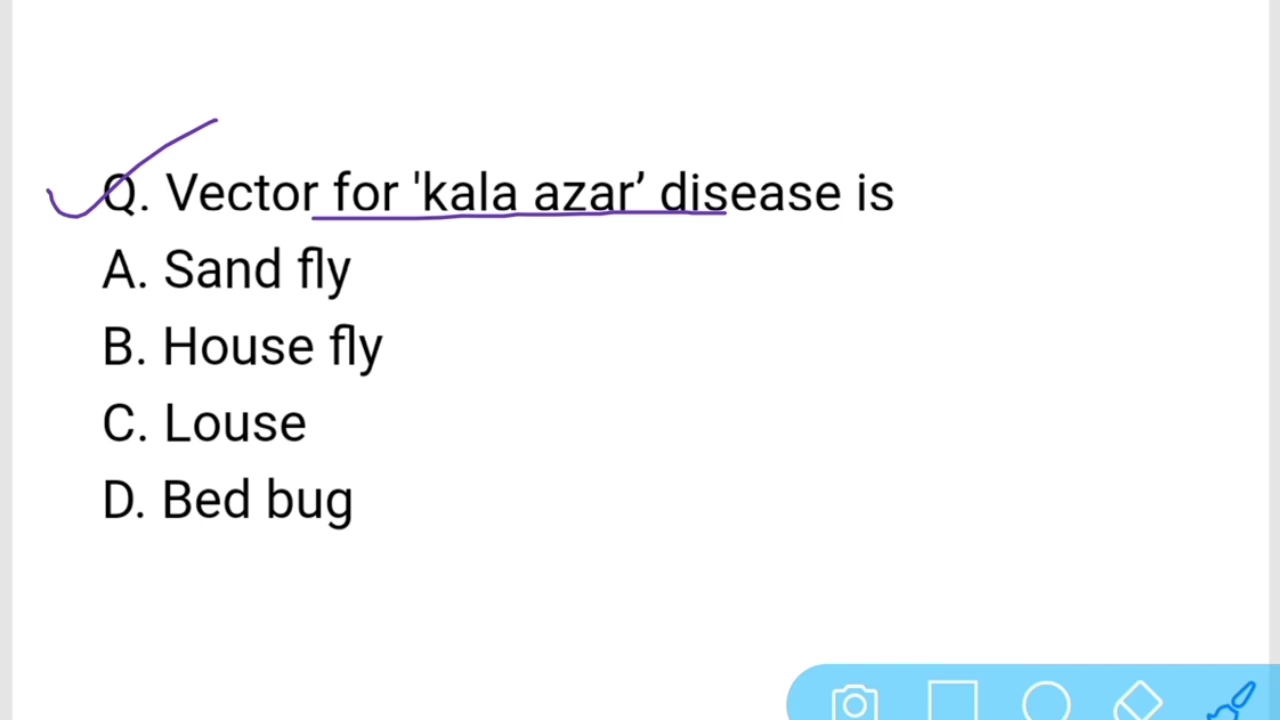 Q. Vector for 'kala azar’ disease is
A. Sand fly
B. House fly
C. Louse
D. Bed bug